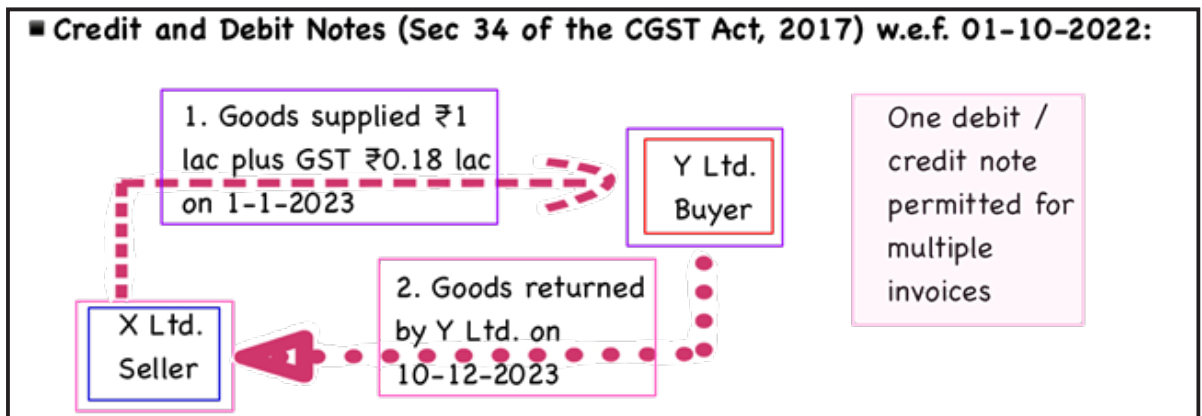 ▪ Credit and Debit Notes (Sec 34 of the CGST Act, 2017) w.e.f. 01-10-2022:
1. Goods supplied ₹1
lac plus GST ₹0.18 lac
on 1-1-2023
Y Ltd.
Buyer
One debit /
credit note
permitted for
multiple
invoices
2. Goods returned
by Y Ltd. on
10-12-2023
X Ltd.
Seller